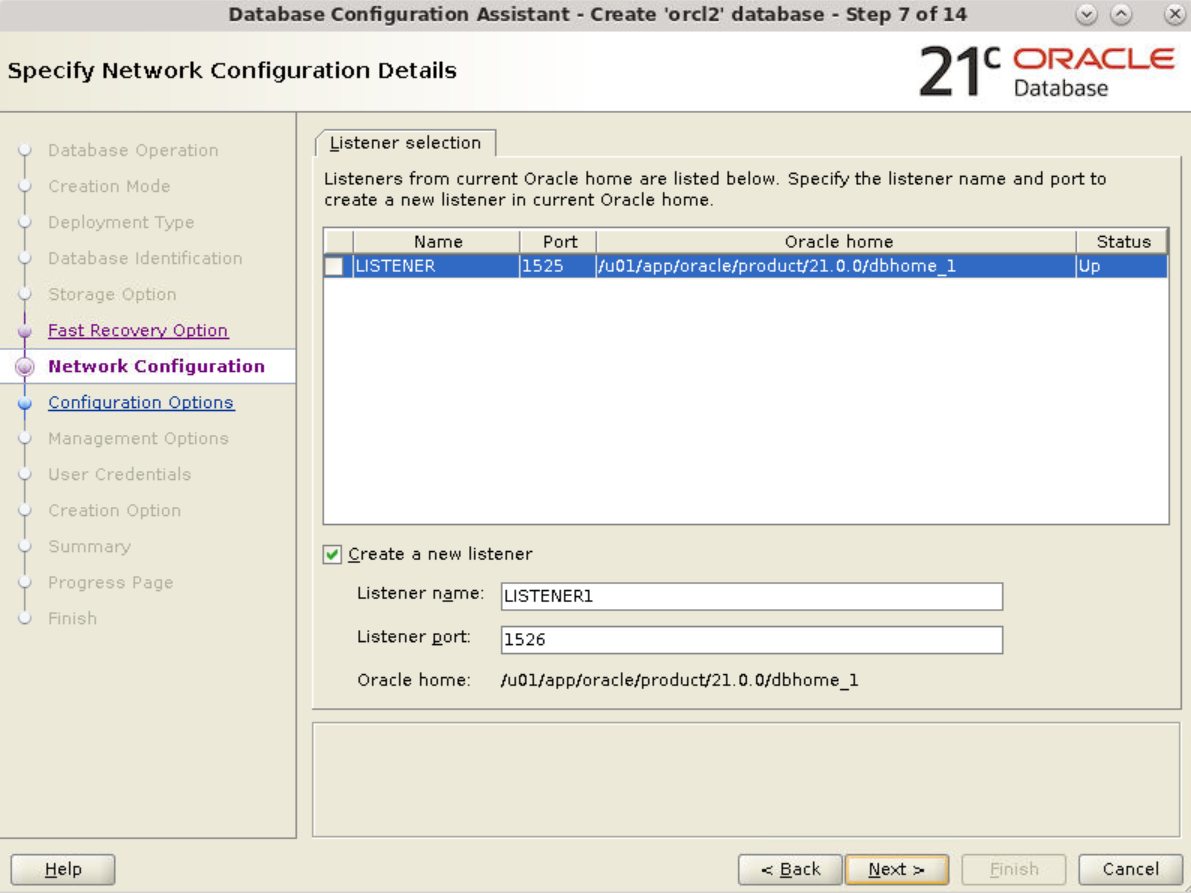 Database Configuration Assistant - Create 'orcl2' database - Step 7 of 14
Specify Network Configuration Details
21c ORACLE
Database
Database Operation
Creation Mode
Deployment Type
Database Identification
Storage Option
Fast Recovery Option
Network Configuration
Configuration Options
Management Options
User Credentials
Creation Option
Summary
Progress Page
Finish
Listener selection
Listeners from current Oracle home are listed below. Specify the listener name and port to
create a new listener in current Oracle home.
Name Port Oracle home Status
LISTENER 1525 /u01/app/oracle/product/21.0.0/dbhome_1 Up
Create a new listener
Listener name: LISTENER1
Listener port: 1526
Oracle home: /u01/app/oracle/product/21.0.0/dbhome_1
Help < Back Next > Finish Cancel